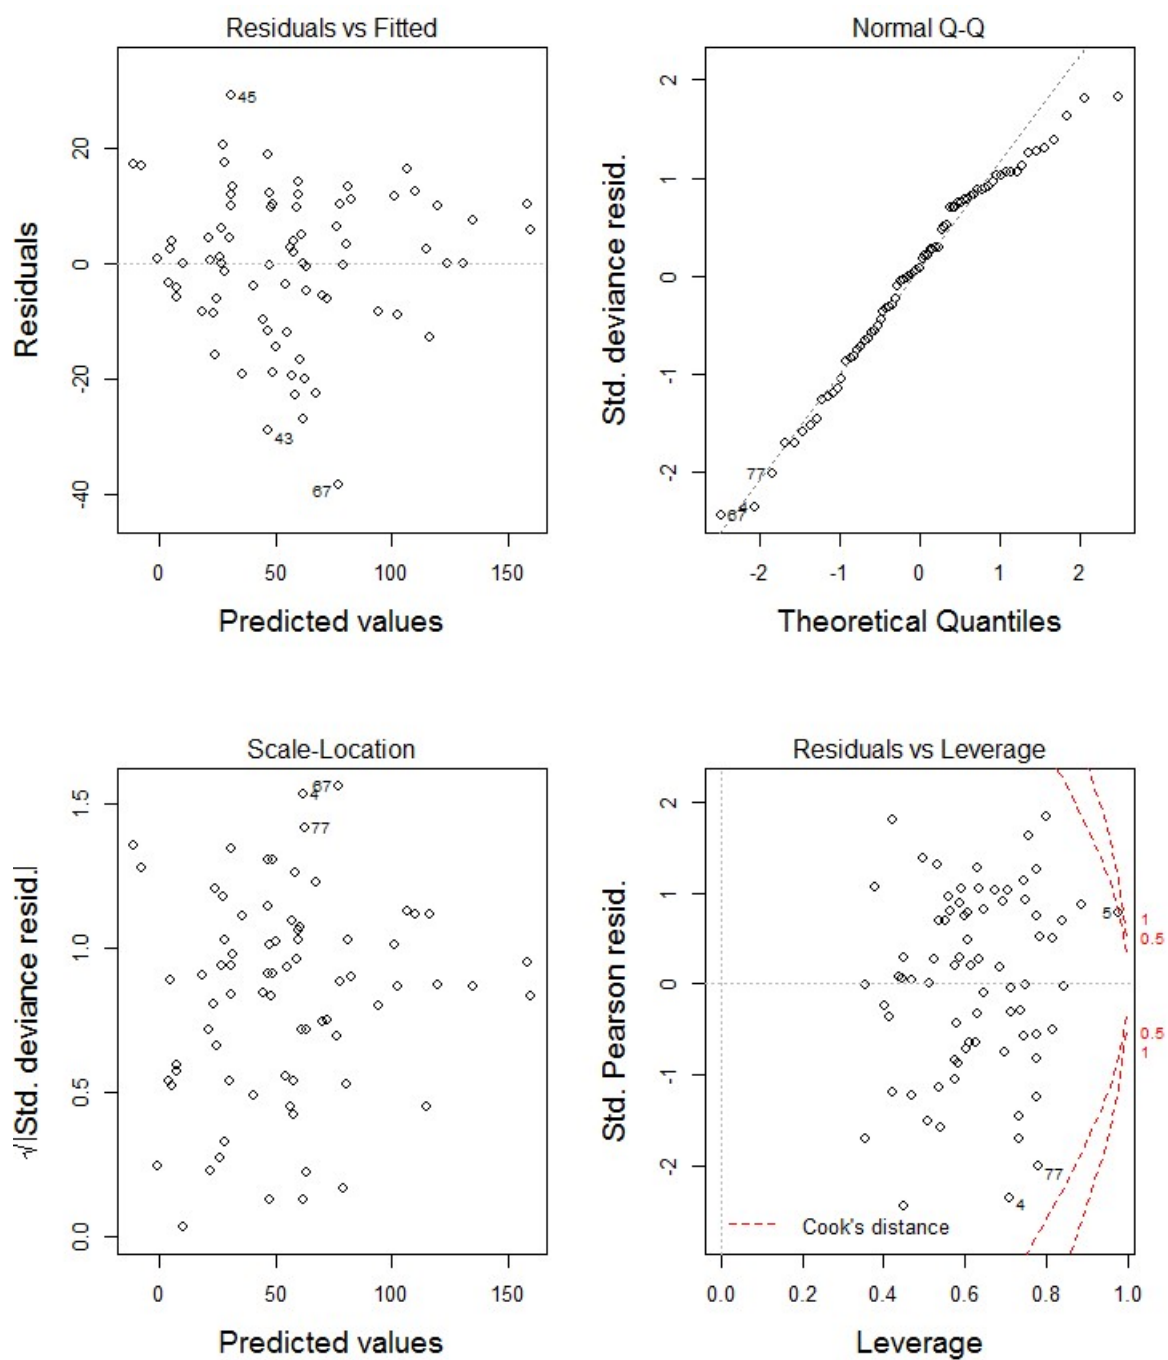 Residuals vs Fitted
Residuals
20
0
-20
-40
45
43
67
0 50 100 150
Predicted values
Normal Q-Q
Std. deviance resid.
2
1
0
-1
-2
77
4
67
-2 -1 0 1 2
Theoretical Quantiles
Scale-Location
√|Std. deviance resid.|
1.5
1.0
0.5
0.0
67
4
77
0 50 100 150
Predicted values
Residuals vs Leverage
Std. Pearson resid.
2
1
0
-1
-2
5
1
0.5
0.5
1
77
4
Cook's distance
0.0 0.2 0.4 0.6 0.8 1.0
Leverage